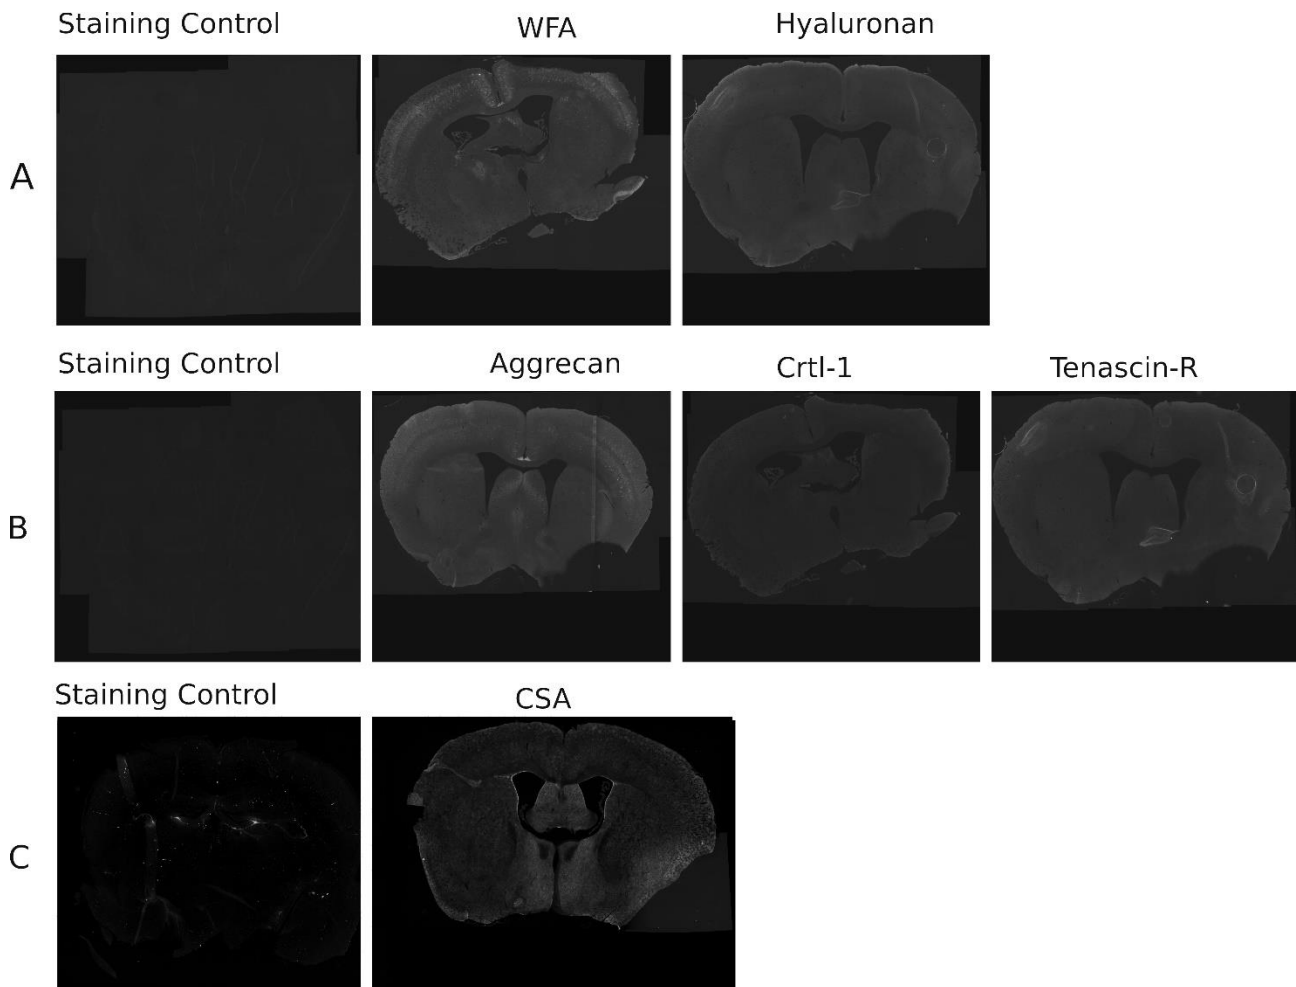 Staining Control WFA Hyaluronan
A
Staining Control Aggrecan Crtl-1 Tenascin-R
B
Staining Control CSA
C